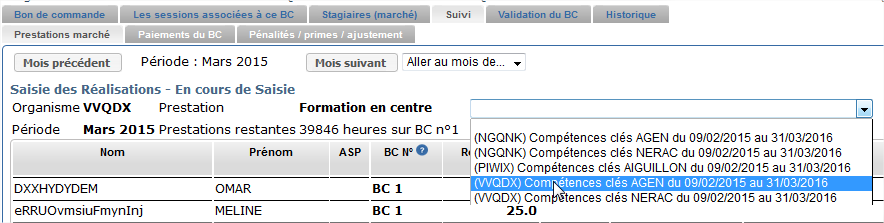 Bon de commande Les sessions associées à ce BC Stagiaires (marché) Suivi Validation du BC Historique
Prestations marché Paiements du BC Pénalités / primes / ajustement
Mois précédent Période : Mars 2015 Mois suivant Aller au mois de...
Saisie des Réalisations - En cours de Saisie
Organisme VVQDX Prestation Formation en centre
Période Mars 2015 Prestations restantes 39846 heures sur BC n°1
(NGQNK) Compétences clés AGEN du 09/02/2015 au 31/03/2016
(NGQNK) Compétences clés NERAC du 09/02/2015 au 31/03/2016
(PIWIX) Compétences clés AIGUILLON du 09/02/2015 au 31/03/2016
(VVQDX) Compétences clés AGEN du 09/02/2015 au 31/03/2016
(VVQDX) Compétences clés NERAC du 09/02/2015 au 31/03/2016
Nom Prénom ASP BC N° ?
DXXHYDYDEM OMAR BC 1
eRRUOvmsiuFmynInj MELINE BC 1 25.0